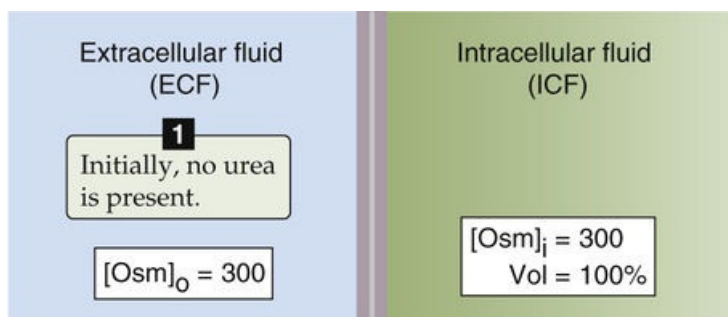 Extracellular fluid
(ECF)
1
Initially, no urea
is present.
[Osm]o = 300
Intracellular fluid
(ICF)
[Osm]i = 300
Vol = 100%